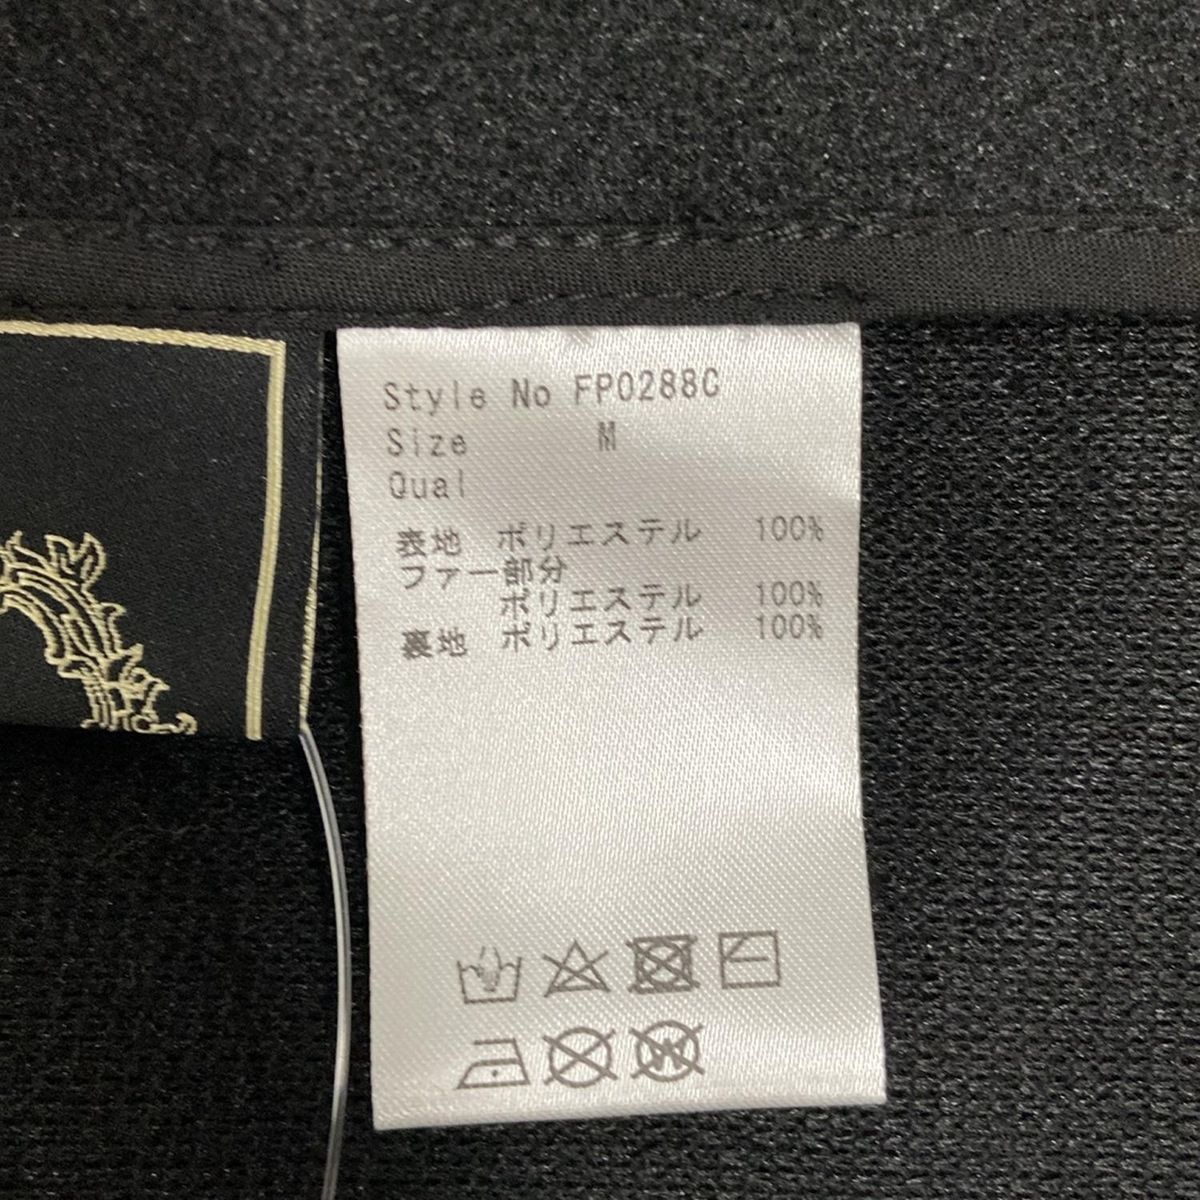 Style No FP0288C
Size M
Qual
表地 ポリエステル 100%
ファー部分
ポリエステル 100%
裏地 ポリエステル 100%
W